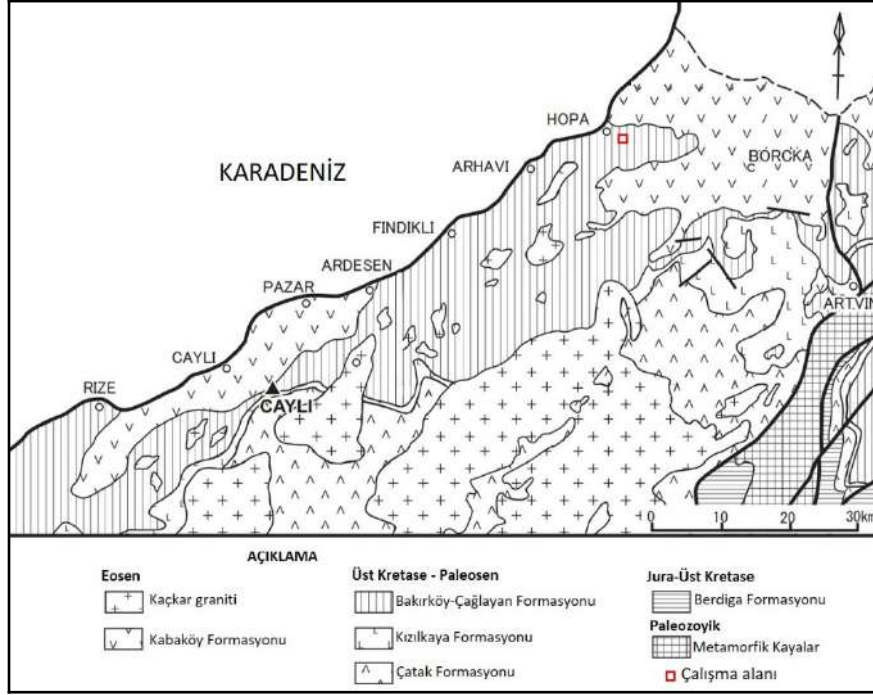 HOPA
BORCKA
KARADENİZ
ARHAVI
FINDIKLI
ARDESEN
PAZAR
ARTVIN
CAYLI
RIZE
CAYLI
0 10 20 30km
AÇIKLAMA
Eosen
Kaçkar graniti
Kabaköy Formasyonu
Üst Kretase - Paleosen
Bakırköy-Çağlayan Formasyonu
Kızılkaya Formasyonu
Çatak Formasyonu
Jura-Üst Kretase
Berdiga Formasyonu
Paleozoyik
Metamorfik Kayalar
Çalışma alanı